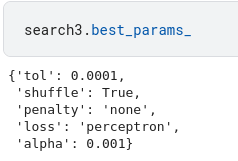 search3.best_params_
{'tol': 0.0001,
 'shuffle': True,
 'penalty': 'none',
 'loss': 'perceptron',
 'alpha': 0.001}